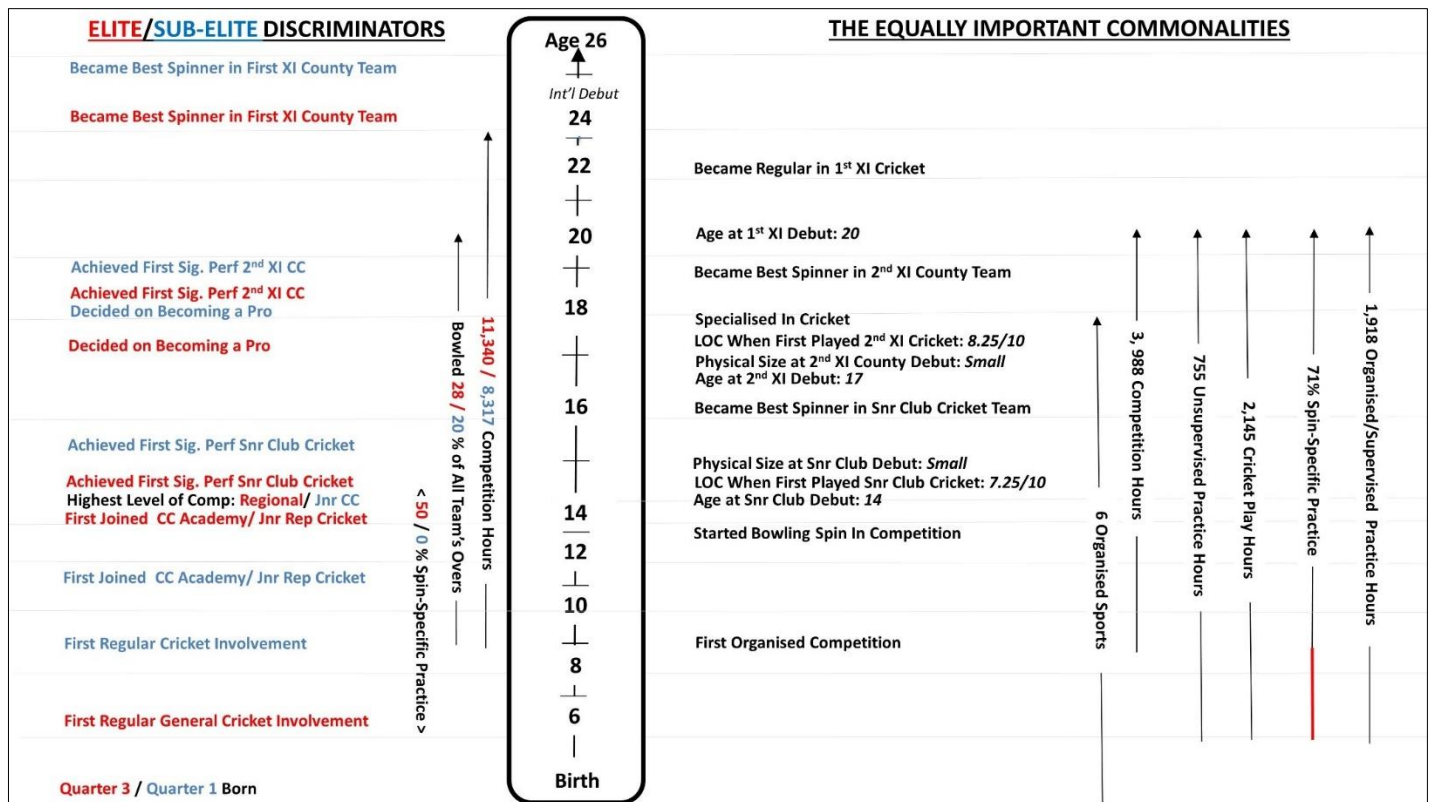 ELITE/SUB-ELITE DISCRIMINATORS
Became Best Spinner in First XI County Team
Became Best Spinner in First XI County Team
Achieved First Sig. Perf 2nd XI CC
Achieved First Sig. Perf 2nd XI CC
Decided on Becoming a Pro
Decided on Becoming a Pro
Achieved First Sig. Perf Snr Club Cricket
Achieved First Sig. Perf Snr Club Cricket
Highest Level of Comp: Regional/ Jnr CC
First Joined CC Academy/ Jnr Rep Cricket
First Joined CC Academy/ Jnr Rep Cricket
First Regular Cricket Involvement
First Regular General Cricket Involvement
Quarter 3 / Quarter 1 Born
< 50 / 0 % Spin-Specific Practice >
Bowled 28 / 20 % of All Team's Overs
11,340 / 8,317 Competition Hours
Age 26
Int'l Debut
24
22
20
18
16
14
12
10
8
6
Birth
THE EQUALLY IMPORTANT COMMONALITIES
Became Regular in 1st XI Cricket
Age at 1st XI Debut: 20
Became Best Spinner in 2nd XI County Team
Specialised In Cricket
LOC When First Played 2nd XI Cricket: 8.25/10
Physical Size at 2nd XI County Debut: Small
Age at 2nd XI Debut: 17
Became Best Spinner in Snr Club Cricket Team
Physical Size at Snr Club Debut: Small
LOC When First Played Snr Club Cricket: 7.25/10
Age at Snr Club Debut: 14
Started Bowling Spin In Competition
First Organised Competition
6 Organised Sports
3, 988 Competition Hours
755 Unsupervised Practice Hours
2,145 Cricket Play Hours
71% Spin-Specific Practice
1,918 Organised/Supervised Practice Hours